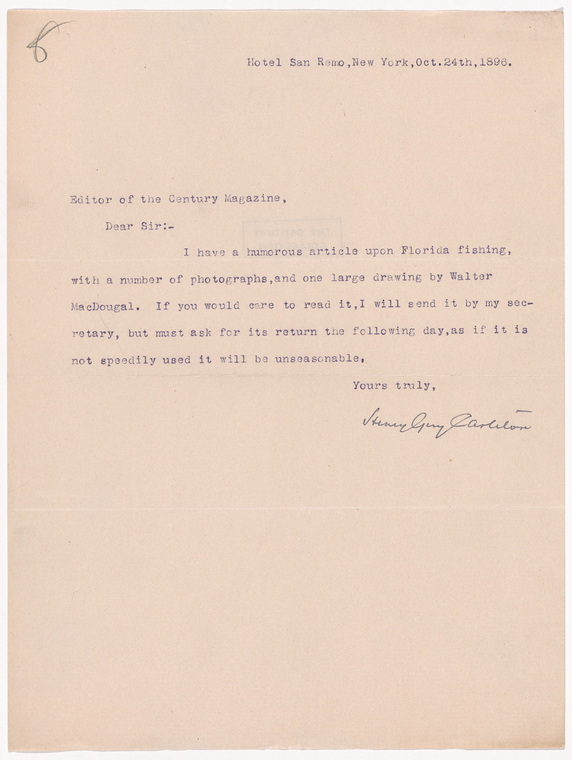 8
Hotel San Remo,New York,Oct.24th,1896.
Editor of the Century Magazine,
Dear Sir:-
I have a humorous article upon Florida fishing,
with a number of photographs,and one large drawing by Walter
MacDougal. If you would care to read it,I will send it by my sec-
retary, but must ask for its return the following day,as if it is
not speedily used it will be unseasonable.
Yours truly,
Henry Guy Carleton